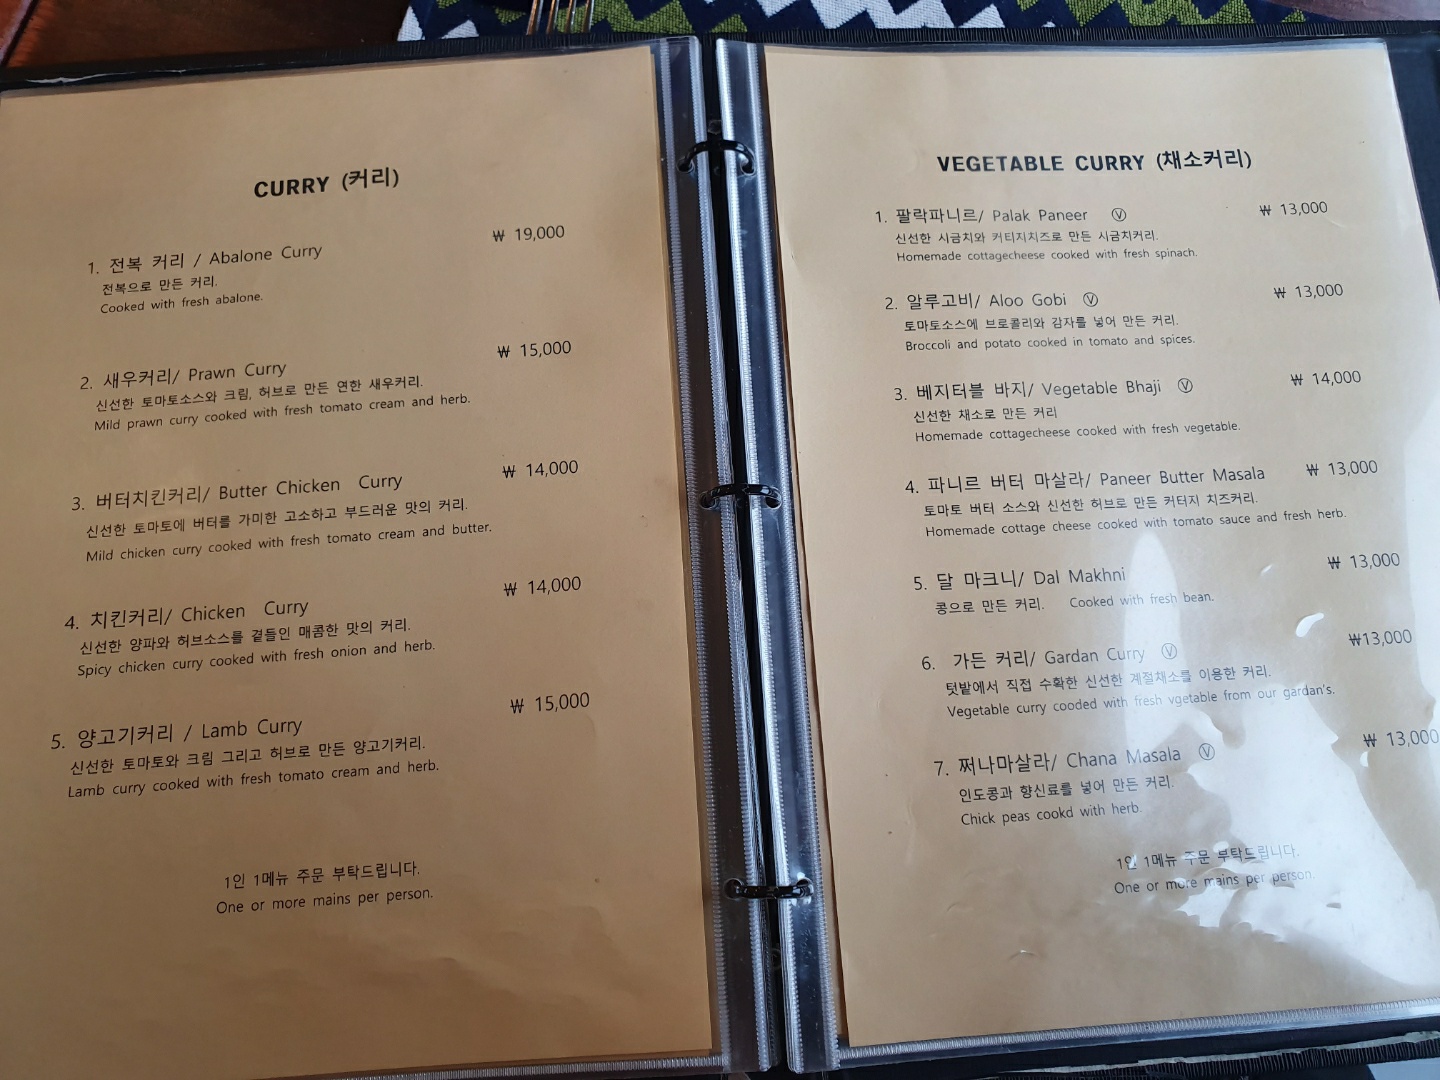 CURRY (커리)
1. 전복 커리 / Abalone Curry ₩ 19,000
전복으로 만든 커리.
Cooked with fresh abalone.
2. 새우커리/ Prawn Curry ₩ 15,000
신선한 토마토소스와 크림, 허브로 만든 연한 새우커리.
Mild prawn curry cooked with fresh tomato cream and herb.
3. 버터치킨커리/ Butter Chicken Curry ₩ 14,000
신선한 토마토에 버터를 가미한 고소하고 부드러운 맛의 커리.
Mild chicken curry cooked with fresh tomato cream and butter.
4. 치킨커리/ Chicken Curry ₩ 14,000
신선한 양파와 허브소스를 곁들인 매콤한 맛의 커리.
Spicy chicken curry cooked with fresh onion and herb.
5. 양고기커리 / Lamb Curry ₩ 15,000
신선한 토마토와 크림 그리고 허브로 만든 양고기커리.
Lamb curry cooked with fresh tomato cream and herb.
1인 1메뉴 주문 부탁드립니다.
One or more mains per person.
VEGETABLE CURRY (채소커리)
1. 팔락파니르/ Palak Paneer Ⓥ ₩ 13,000
신선한 시금치와 커티지치즈로 만든 시금치커리.
Homemade cottagecheese cooked with fresh spinach.
2. 알루고비/ Aloo Gobi Ⓥ ₩ 13,000
토마토소스에 브로콜리와 감자를 넣어 만든 커리.
Broccoli and potato cooked in tomato and spices.
3. 베지터블 바지/ Vegetable Bhaji Ⓥ ₩ 14,000
신선한 채소로 만든 커리
Homemade cottagecheese cooked with fresh vegetable.
4. 파니르 버터 마살라/ Paneer Butter Masala ₩ 13,000
토마토 버터 소스와 신선한 허브로 만든 커터지 치즈커리.
Homemade cottage cheese cooked with tomato sauce and fresh herb.
5. 달 마크니/ Dal Makhni ₩ 13,000
콩으로 만든 커리. Cooked with fresh bean.
6. 가든 커리/ Gardan Curry Ⓥ ₩13,000
텃밭에서 직접 수확한 신선한 계절채소를 이용한 커리.
Vegetable curry cooded with fresh vgetable from our gardan's.
7. 쩌나마살라/ Chana Masala Ⓥ ₩ 13,000
인도콩과 향신료를 넣어 만든 커리.
Chick peas cookd with herb.
1인 1메뉴 주문 부탁드립니다.
One or more mains per person.